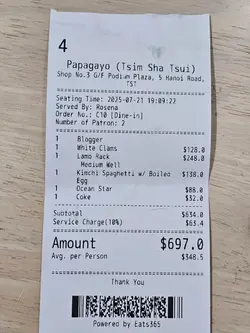 4
Papagayo (Tsim Sha Tsui)
Shop No.3 G/F Podium Plaza, 5 Hanoi Road,
TST
Seating Time: 2025-07-21 19:09:22
Served By: Rosena
Order No.: C10 [Dine-in]
Number of Patron: 2
1 Blogger
1 White Clams $128.0
1 Lamb Rack $248.0
Medium Well
1 Kimchi Spaghetti w/ Boiled $138.0
Egg
1 Ocean Star $88.0
1 Coke $32.0
Subtotal $634.0
Service Charge(10%) $63.4
Amount $697.0
Avg. per Person $348.5
Thank You
Powered by Eats365